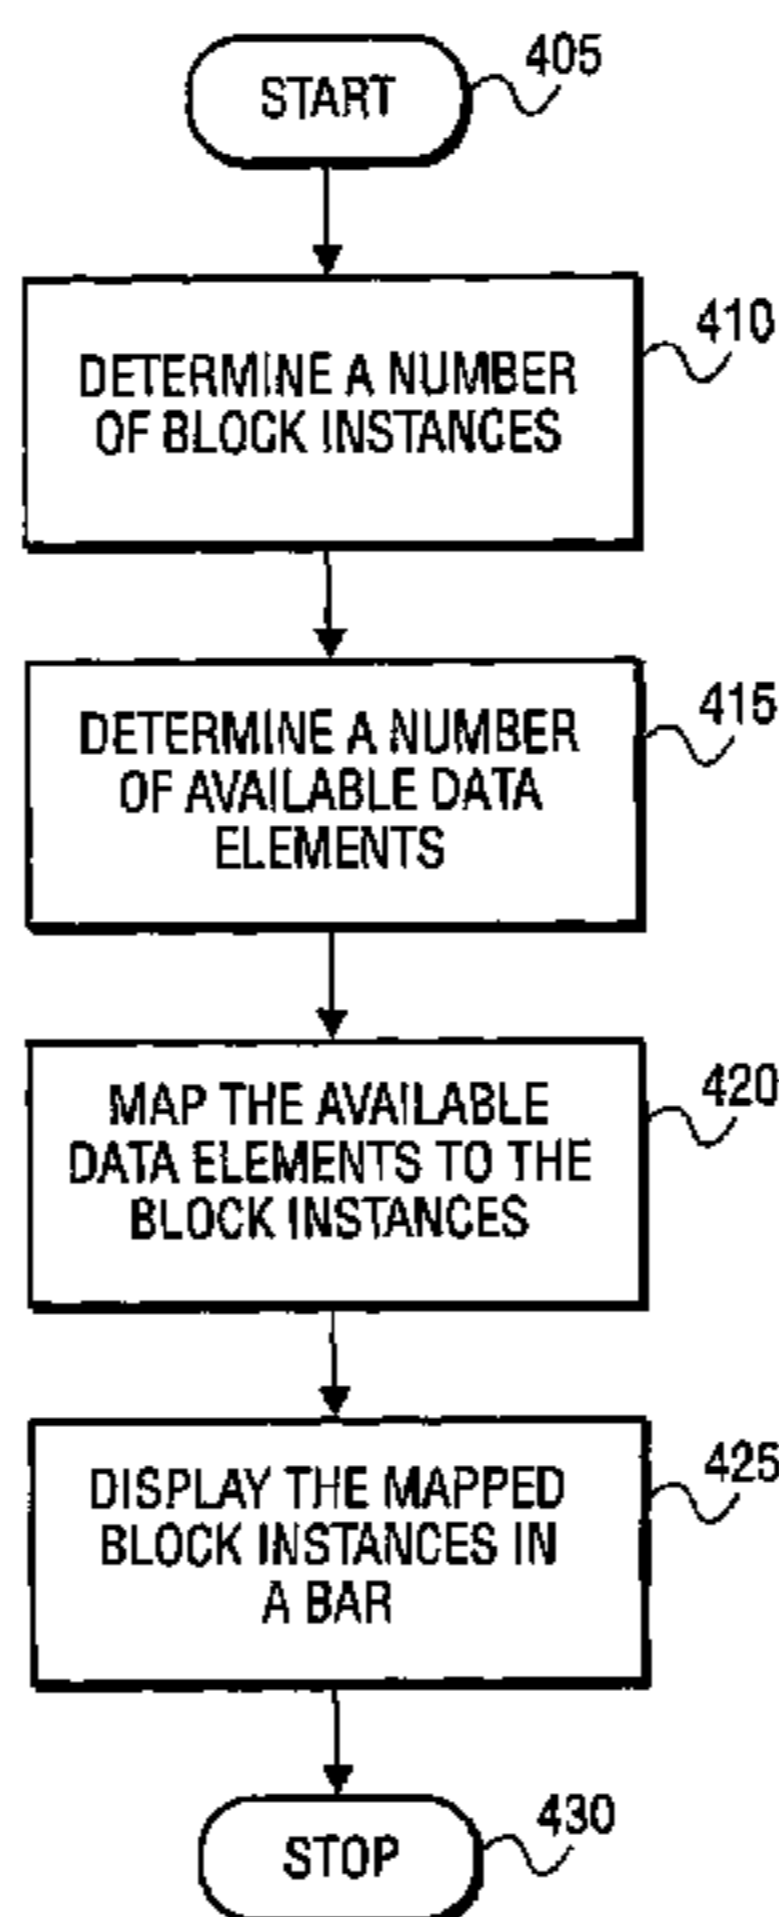 START
405
DETERMINE A NUMBER
OF BLOCK INSTANCES
410
DETERMINE A NUMBER
OF AVAILABLE DATA
ELEMENTS
415
MAP THE AVAILABLE
DATA ELEMENTS TO THE
BLOCK INSTANCES
420
DISPLAY THE MAPPED
BLOCK INSTANCES IN
A BAR
425
STOP
430